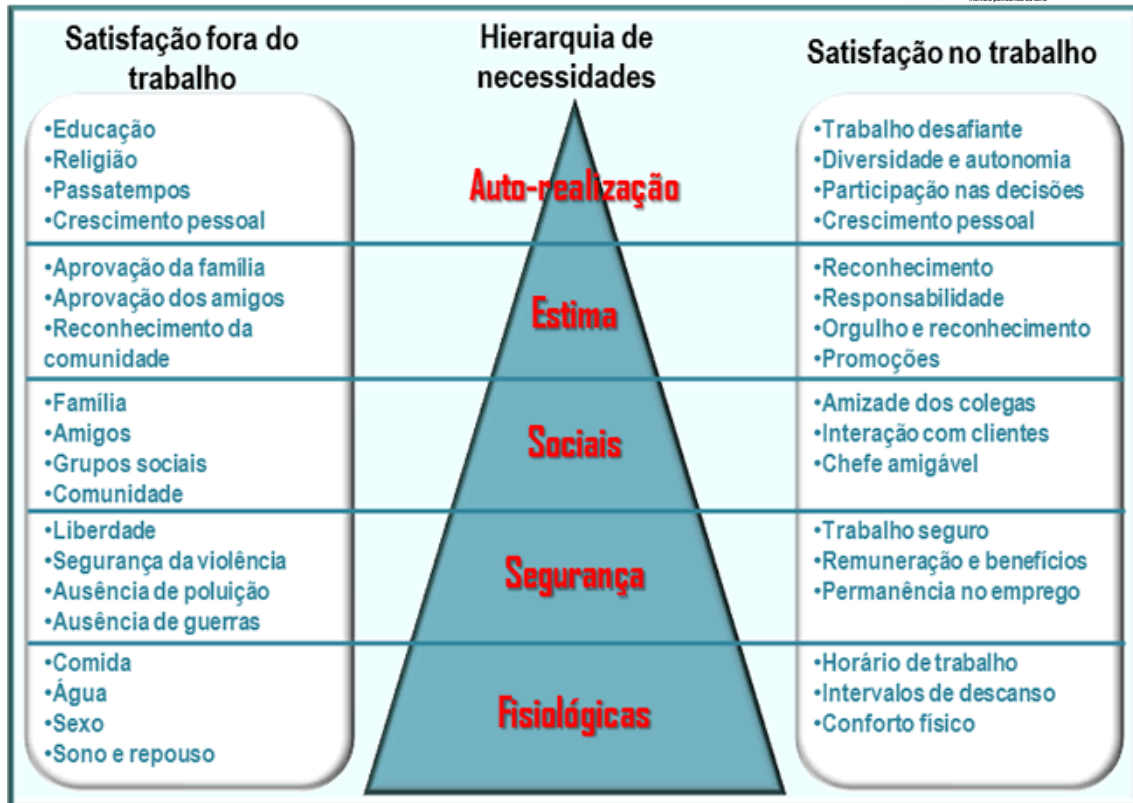 Satisfação fora do
trabalho
Hierarquia de
necessidades
Satisfação no trabalho
•Educação
•Religião
•Passatempos
•Crescimento pessoal
Auto-realização
•Trabalho desafiante
•Diversidade e autonomia
•Participação nas decisões
•Crescimento pessoal
•Aprovação da família
•Aprovação dos amigos
•Reconhecimento da
comunidade
Estima
•Reconhecimento
•Responsabilidade
•Orgulho e reconhecimento
•Promoções
•Família
•Amigos
•Grupos sociais
•Comunidade
Sociais
•Amizade dos colegas
•Interação com clientes
•Chefe amigável
•Liberdade
•Segurança da violência
•Ausência de poluição
•Ausência de guerras
Segurança
•Trabalho seguro
•Remuneração e benefícios
•Permanência no emprego
•Comida
•Água
•Sexo
•Sono e repouso
Fisiológicas
•Horário de trabalho
•Intervalos de descanso
•Conforto físico